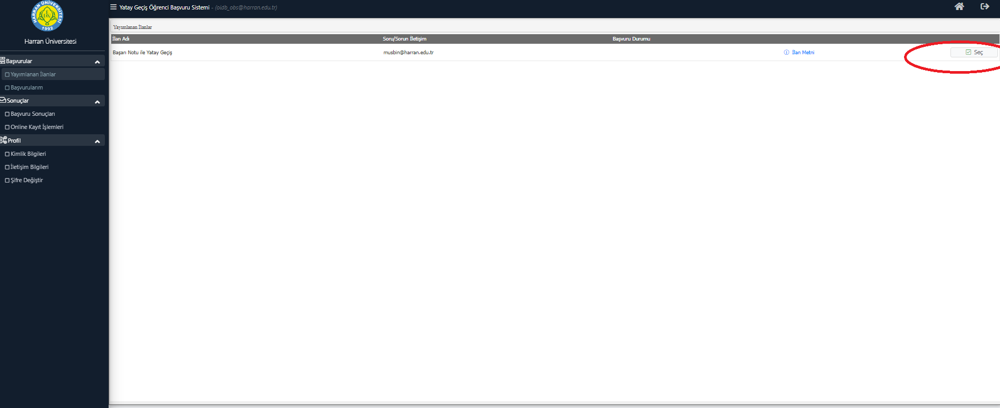 HARRAN ÜNİVERSİTESİ
1992
Harran Üniversitesi
Başvurular
Yayımlanan İlanlar
Başvurularım
Sonuçlar
Başvuru Sonuçları
Online Kayıt İşlemleri
Profil
Kimlik Bilgileri
İletişim Bilgileri
Şifre Değiştir
Yatay Geçiş Öğrenci Başvuru Sistemi - (oidb_obs@harran.edu.tr)
Yayımlanan İlanlar
İlan Adı Soru/Sorun İletişim Başvuru Durumu
Başarı Notu ile Yatay Geçiş musbin@harran.edu.tr İlan Metni Seç